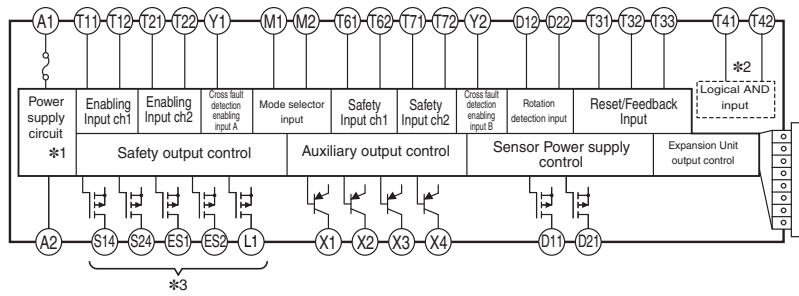 A1 T11 T12 T21 T22 Y1 M1 M2 T61 T62 T71 T72 Y2 D12 D22 T31 T32 T33 T41 T42
*2
Power
supply
circuit
*1
Enabling
Input ch1
Enabling
Input ch2
Cross fault
detection
enabling
input A
Mode selector
input
Safety
Input ch1
Safety
Input ch2
Cross fault
detection
enabling
input B
Rotation
detection input
Reset/Feedback
Input
Logical AND
input
Safety output control
Auxiliary output control
Sensor Power supply
control
Expansion Unit
output control
A2 S14 S24 ES1 ES2 L1 X1 X2 X3 X4 D11 D21
*3